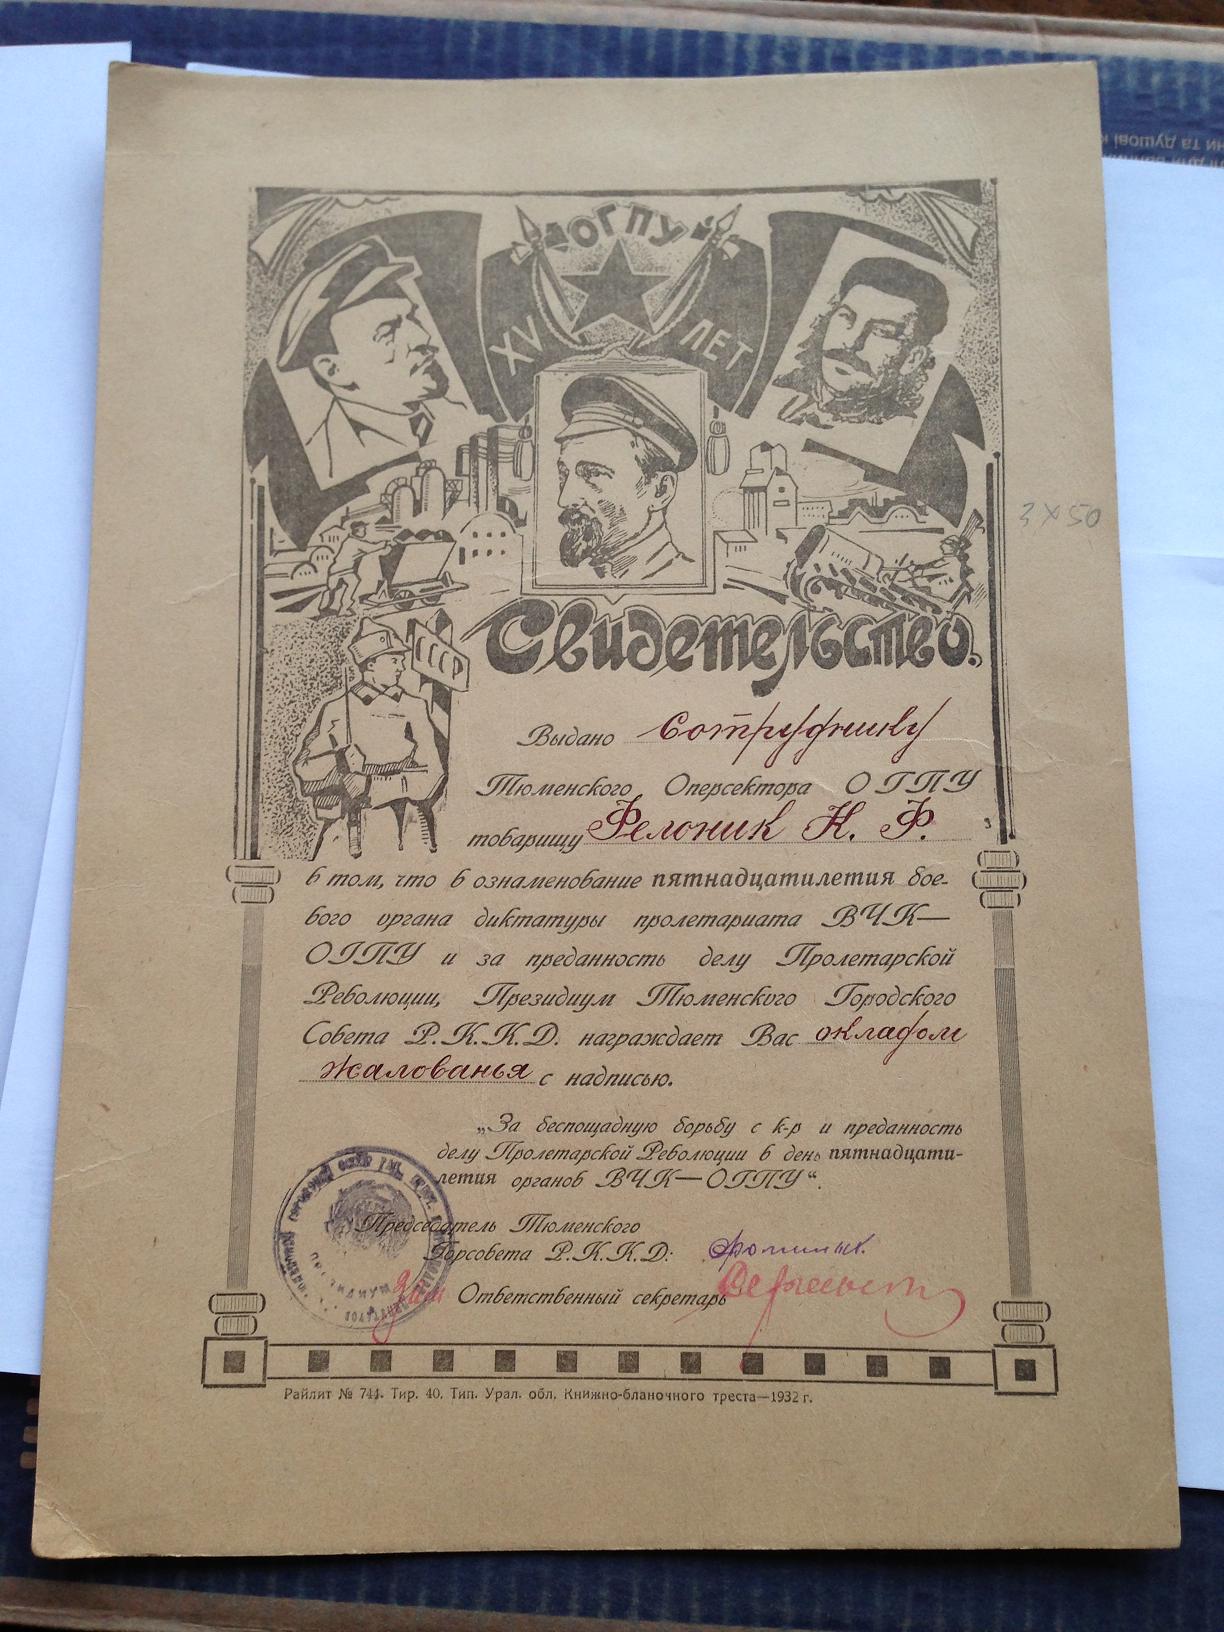 ОГПУ
XV ЛЕТ
СССР
3 x 50
Свидетельство.
Выдано Сотруднику
Тюменского Оперсектора ОГПУ
товарищу Фелоник Н. Ф.
в том, что в ознаменование пятнадцатилетия бое-
вого органа диктатуры пролетариата ВЧК—
ОГПУ и за преданность делу Пролетарской
Революции, Президиум Тюменского Городского
Совета Р.К.К.Д. награждает Вас окладом
жалованья с надписью.
„За беспощадную борьбу с к-р и преданность
делу Пролетарской Революции в день пятнадцати-
летия органов ВЧК—ОГПУ“.
Председатель Тюменского
Горсовета Р.К.К.Д:
Ответственный секретарь
Райлит № 744. Тир. 40. Тип. Урал. обл. Книжно-бланочного треста—1932 г.